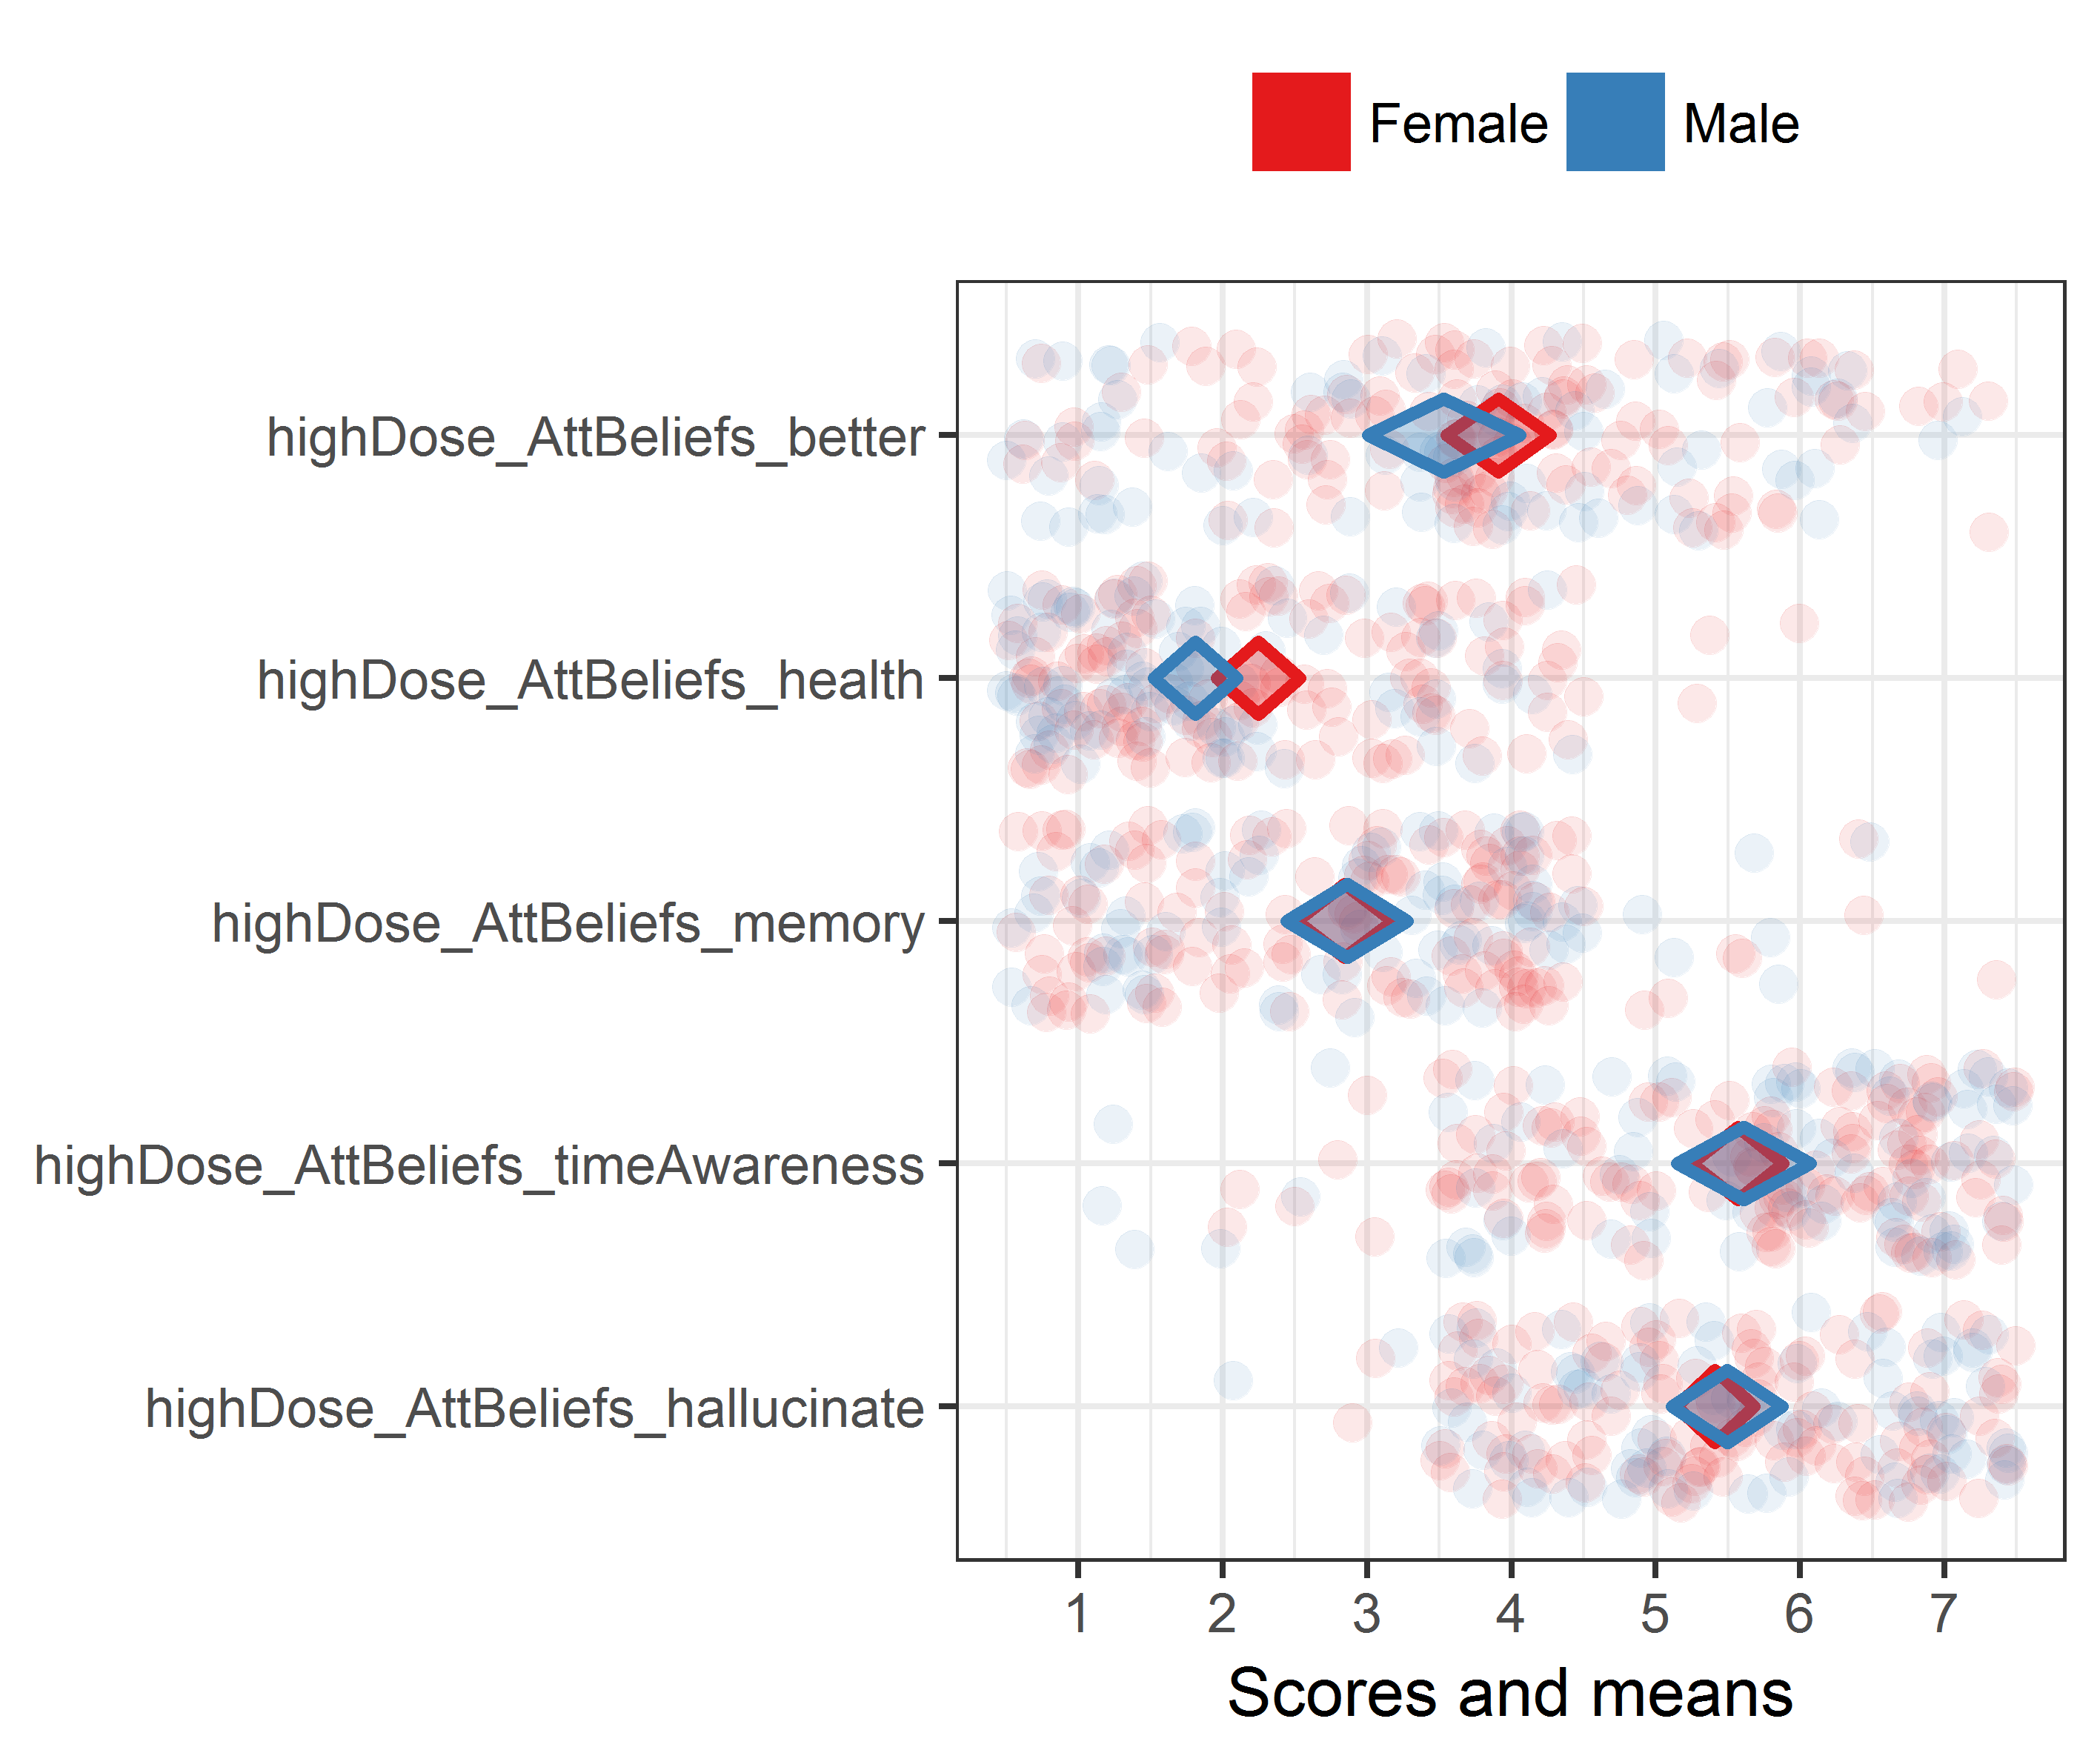 Female Male
highDose_AttBeliefs_better
highDose_AttBeliefs_health
highDose_AttBeliefs_memory
highDose_AttBeliefs_timeAwareness
highDose_AttBeliefs_hallucinate
1 2 3 4 5 6 7
Scores and means